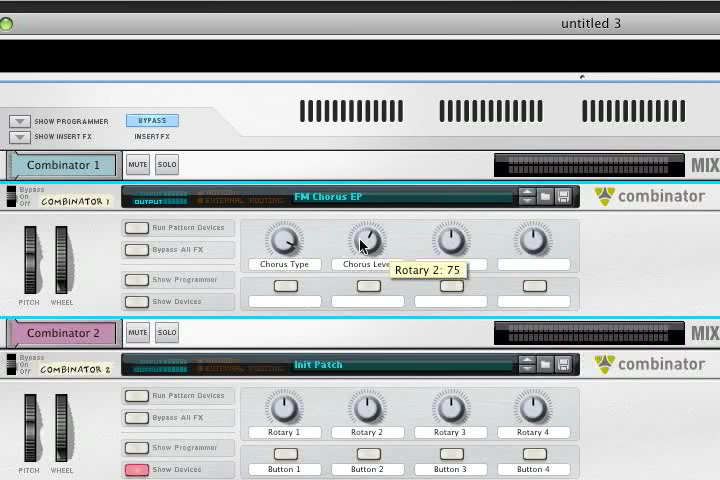 untitled 3
SHOW PROGRAMMER
BYPASS
SHOW INSERT FX
INSERT FX
Combinator 1
MUTE
SOLO
MIX
Bypass
On
Off
COMBINATOR 1
OUTPUT
EXTERNAL ROUTING
FM Chorus EP
combinator
Run Pattern Devices
Bypass All FX
Show Programmer
Show Devices
PITCH
WHEEL
Chorus Type
Chorus Leve
Rotary 2: 75
Combinator 2
MUTE
SOLO
MIX
Bypass
On
Off
COMBINATOR 2
Init Patch
combinator
Run Pattern Devices
Bypass All FX
Show Programmer
Show Devices
PITCH
WHEEL
Rotary 1
Rotary 2
Rotary 3
Rotary 4
Button 1
Button 2
Button 3
Button 4